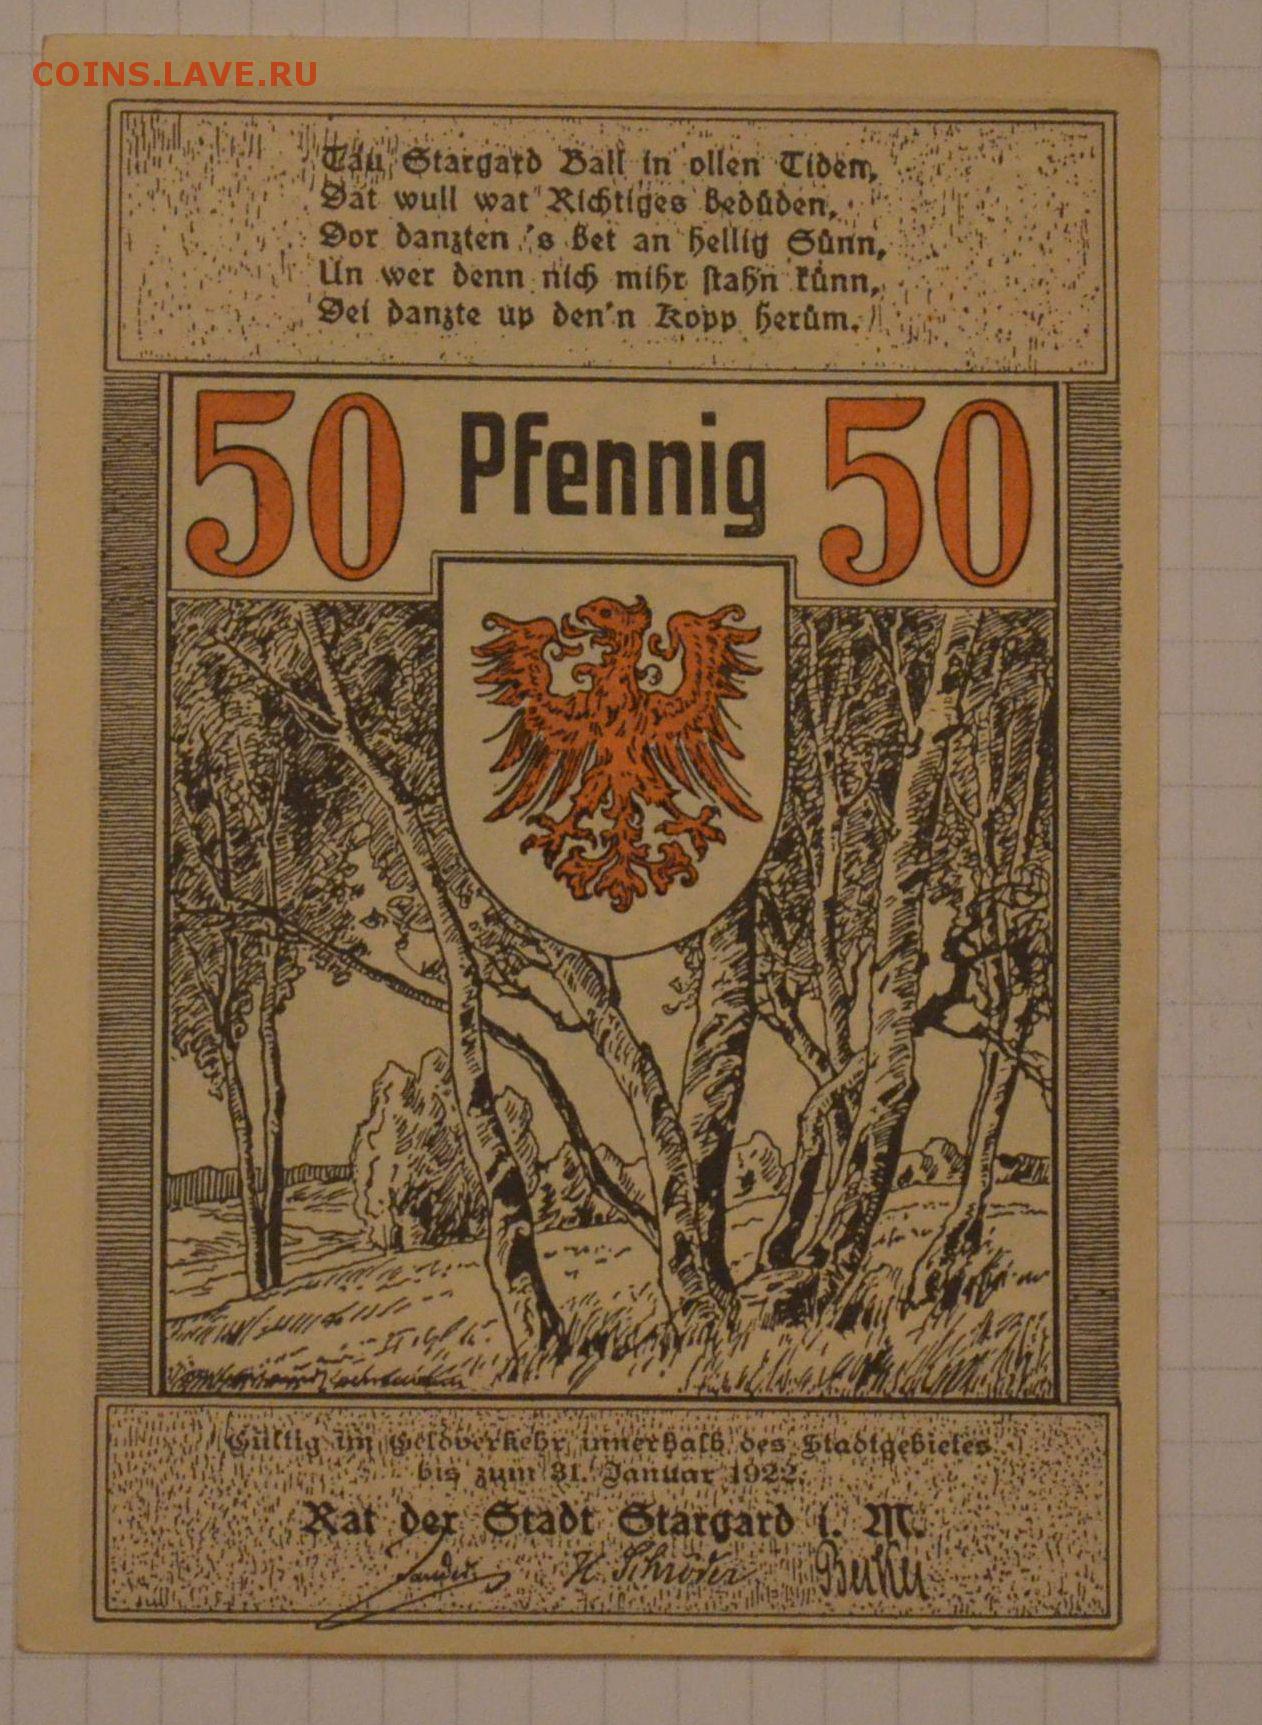 COINS.LAVE.RU
Tau Stargard Ball in ollen Tiden,
Dat wull wat Richtiges bedüden,
Dor danzten 's bet an hellig Sünn,
Un wer denn nich mihr stahn künn,
Dei danzte up den'n Kopp herüm.
50 Pfennig 50
Gültig im Geldverkehr innerhalb des Stadtgebietes
bis zum 31. Januar 1922.
Rat der Stadt Stargard i. M.
H. Schröder